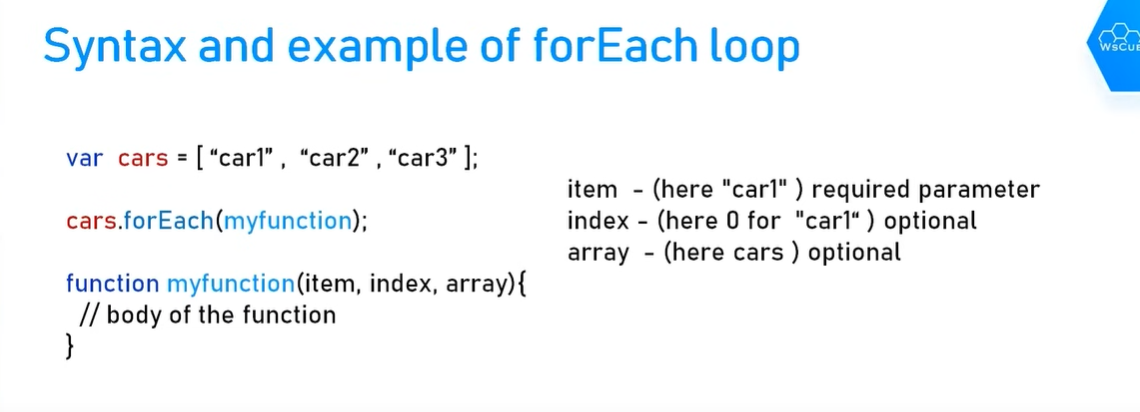 Syntax and example of forEach loop
WsCUB
var cars = [ “car1” , “car2” , “car3” ];
cars.forEach(myfunction);
function myfunction(item, index, array){
// body of the function
}
item - (here "car1" ) required parameter
index - (here 0 for "car1“ ) optional
array - (here cars ) optional